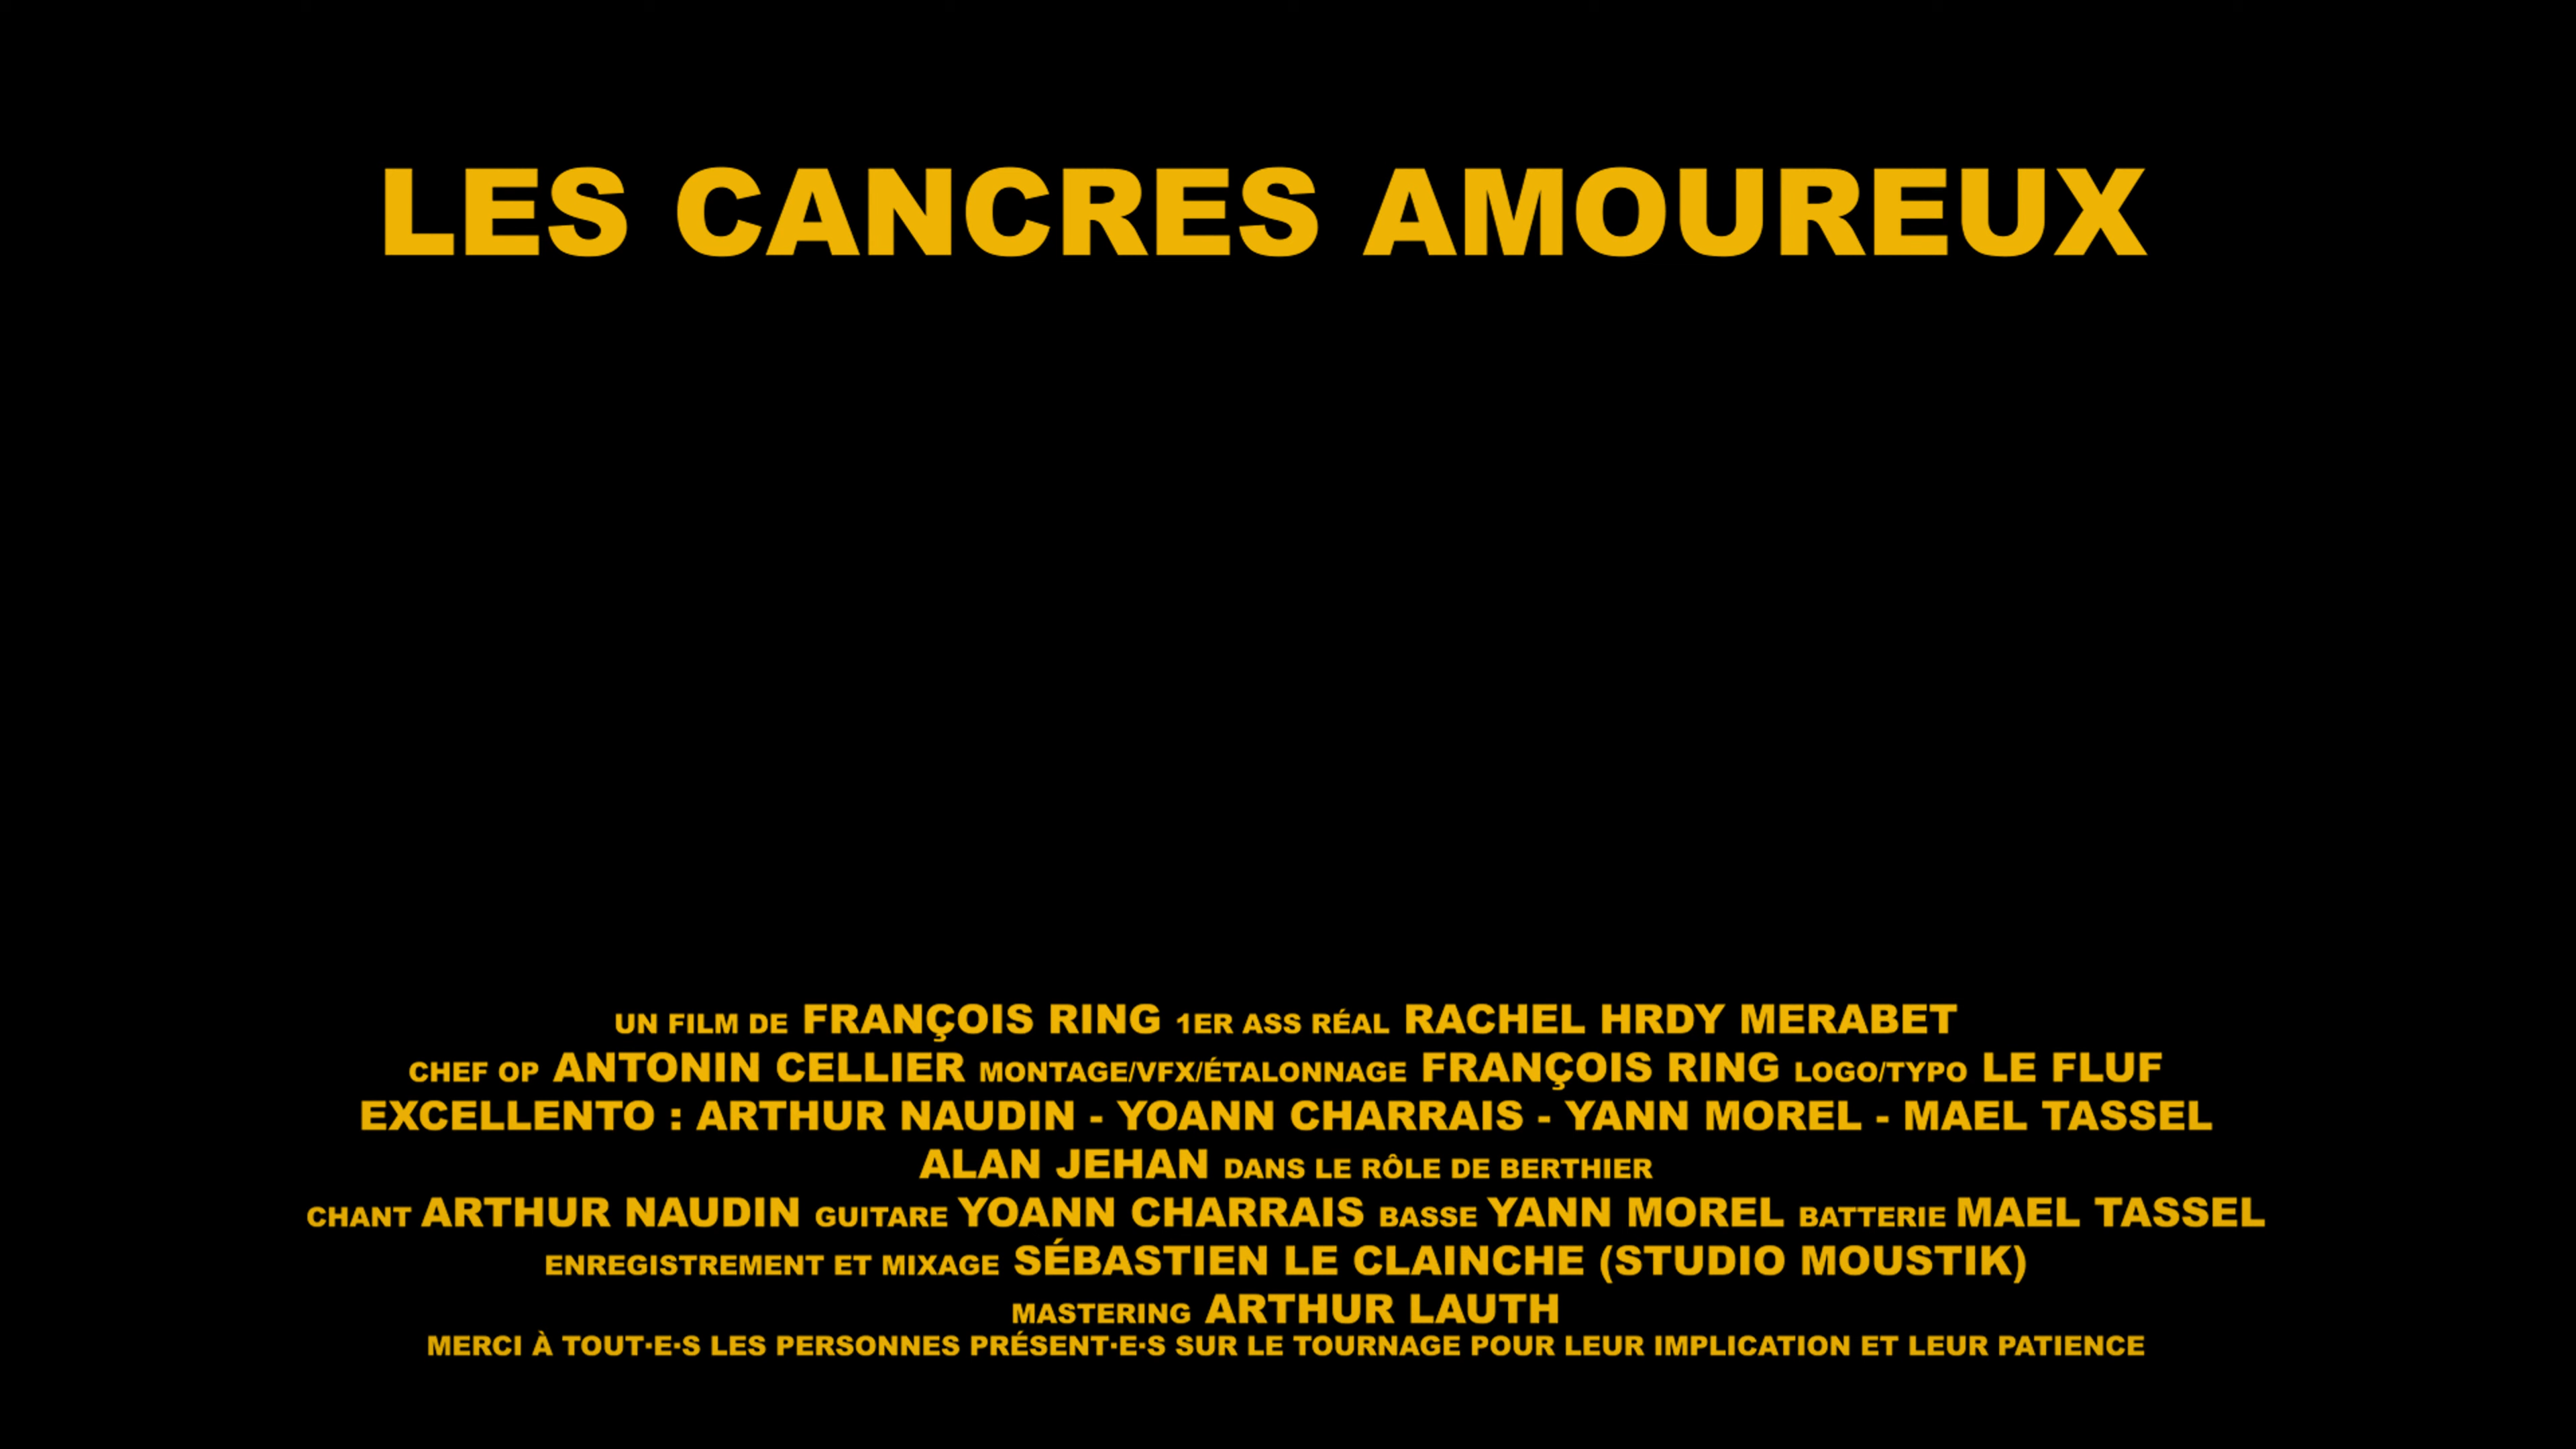 LES CANCRES AMOUREUX
UN FILM DE FRANÇOIS RING 1ER ASS RÉAL RACHEL HRDY MERABET
CHEF OP ANTONIN CELLIER MONTAGE/VFX/ÉTALONNAGE FRANÇOIS RING LOGO/TYPO LE FLUF
EXCELLENTO : ARTHUR NAUDIN - YOANN CHARRAIS - YANN MOREL - MAEL TASSEL
ALAN JEHAN DANS LE RÔLE DE BERTHIER
CHANT ARTHUR NAUDIN GUITARE YOANN CHARRAIS BASSE YANN MOREL BATTERIE MAEL TASSEL
ENREGISTREMENT ET MIXAGE SÉBASTIEN LE CLAINCHE (STUDIO MOUSTIK)
MASTERING ARTHUR LAUTH
MERCI À TOUT·E·S LES PERSONNES PRÉSENT·E·S SUR LE TOURNAGE POUR LEUR IMPLICATION ET LEUR PATIENCE